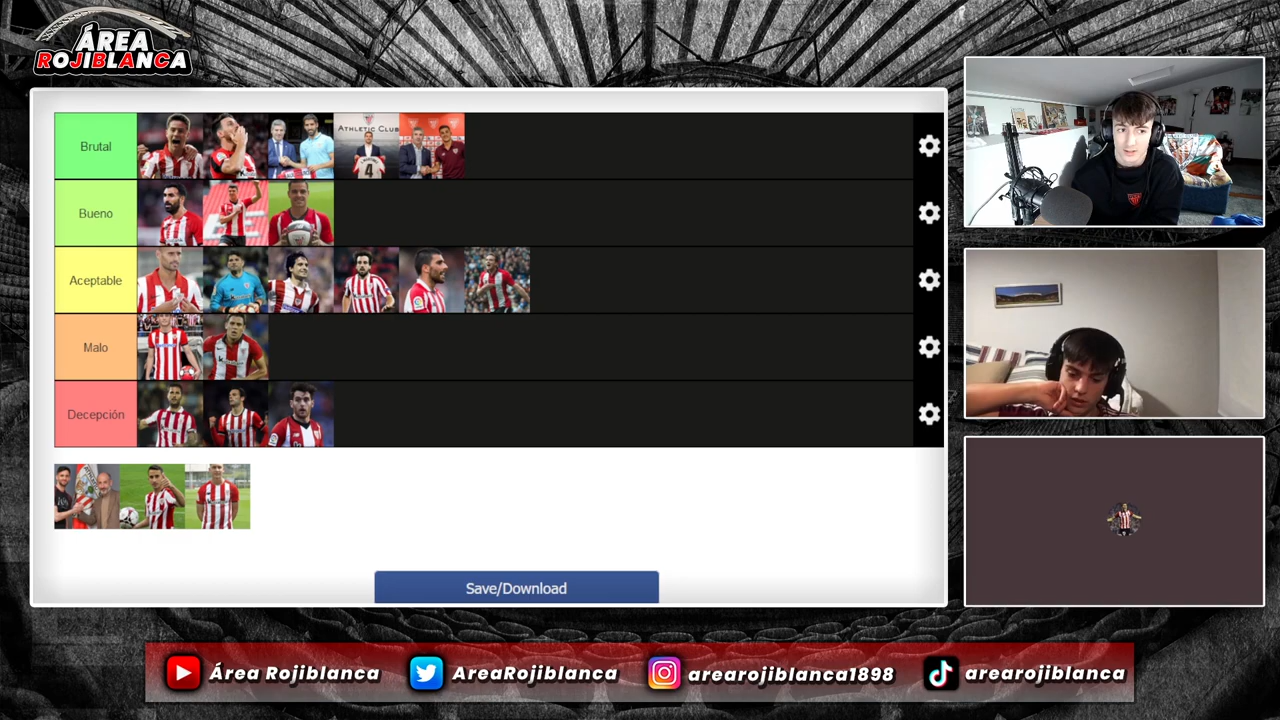 ÁREA
ROJIBLANCA
Brutal
ATHLETIC CLUB
4
Bueno
Aceptable
Malo
Decepción
Save/Download
Área Rojiblanca
AreaRojiblanca
arearojiblanca1898
arearojiblanca